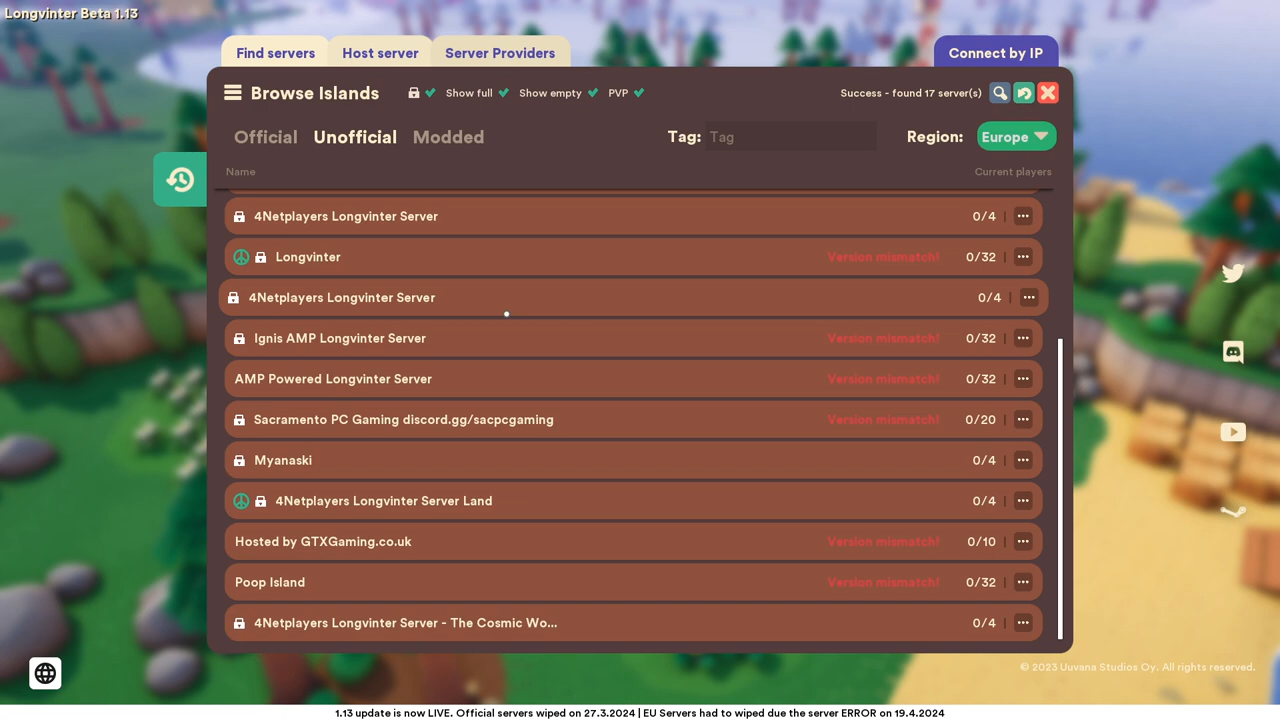 Longvinter Beta 1.13
Find servers
Host server
Server Providers
Connect by IP
Browse Islands
Show full
Show empty
PVP
Success - found 17 server(s)
Official
Unofficial
Modded
Tag:
Tag
Region:
Europe
Name
Current players
4Netplayers Longvinter Server 0/4 | ...
Longvinter Version mismatch! 0/32 | ...
4Netplayers Longvinter Server 0/4 | ...
Ignis AMP Longvinter Server Version mismatch! 0/32 | ...
AMP Powered Longvinter Server Version mismatch! 0/32 | ...
Sacramento PC Gaming discord.gg/sacpcgaming Version mismatch! 0/20 | ...
Myanaski 0/4 | ...
4Netplayers Longvinter Server Land 0/4 | ...
Hosted by GTXGaming.co.uk Version mismatch! 0/10 | ...
Poop Island Version mismatch! 0/32 | ...
4Netplayers Longvinter Server - The Cosmic Wo... 0/4 | ...
© 2023 Uuvana Studios Oy. All rights reserved.
1.13 update is now LIVE. Official servers wiped on 27.3.2024 | EU Servers had to wiped due the server ERROR on 19.4.2024